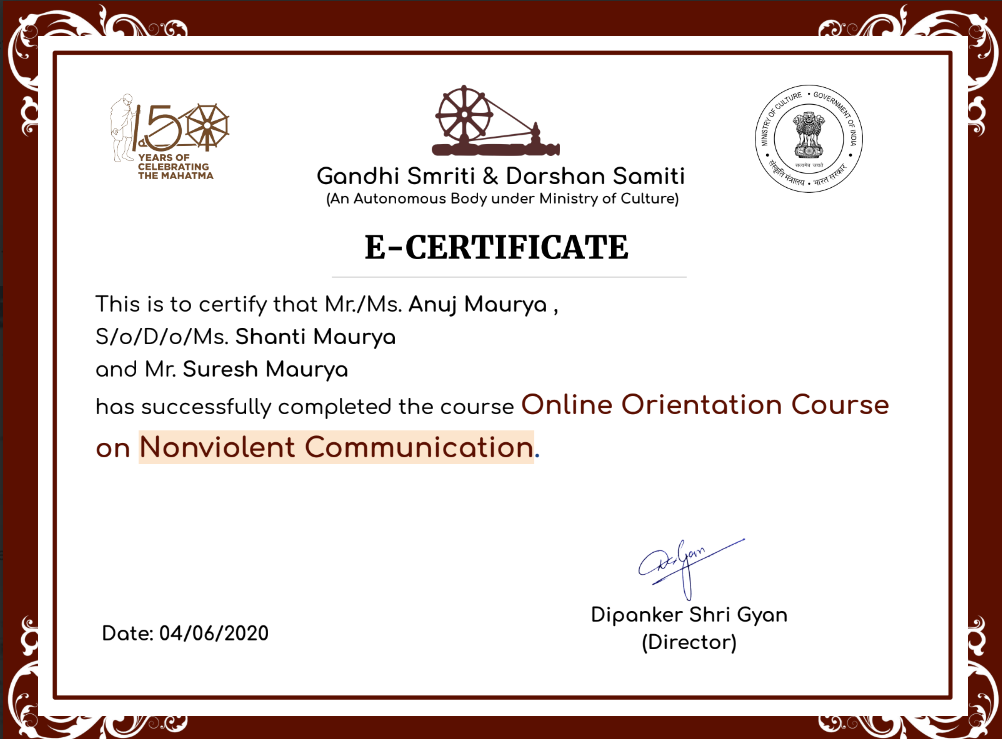 150
YEARS OF
CELEBRATING
THE MAHATMA
Gandhi Smriti & Darshan Samiti
(An Autonomous Body under Ministry of Culture)
MINISTRY OF CULTURE • GOVERNMENT OF INDIA
सत्यमेव जयते
संस्कृति मंत्रालय • भारत सरकार
E-CERTIFICATE
This is to certify that Mr./Ms. Anuj Maurya ,
S/o/D/o/Ms. Shanti Maurya
and Mr. Suresh Maurya
has successfully completed the course Online Orientation Course
on Nonviolent Communication.
Dipanker Shri Gyan
(Director)
Date: 04/06/2020